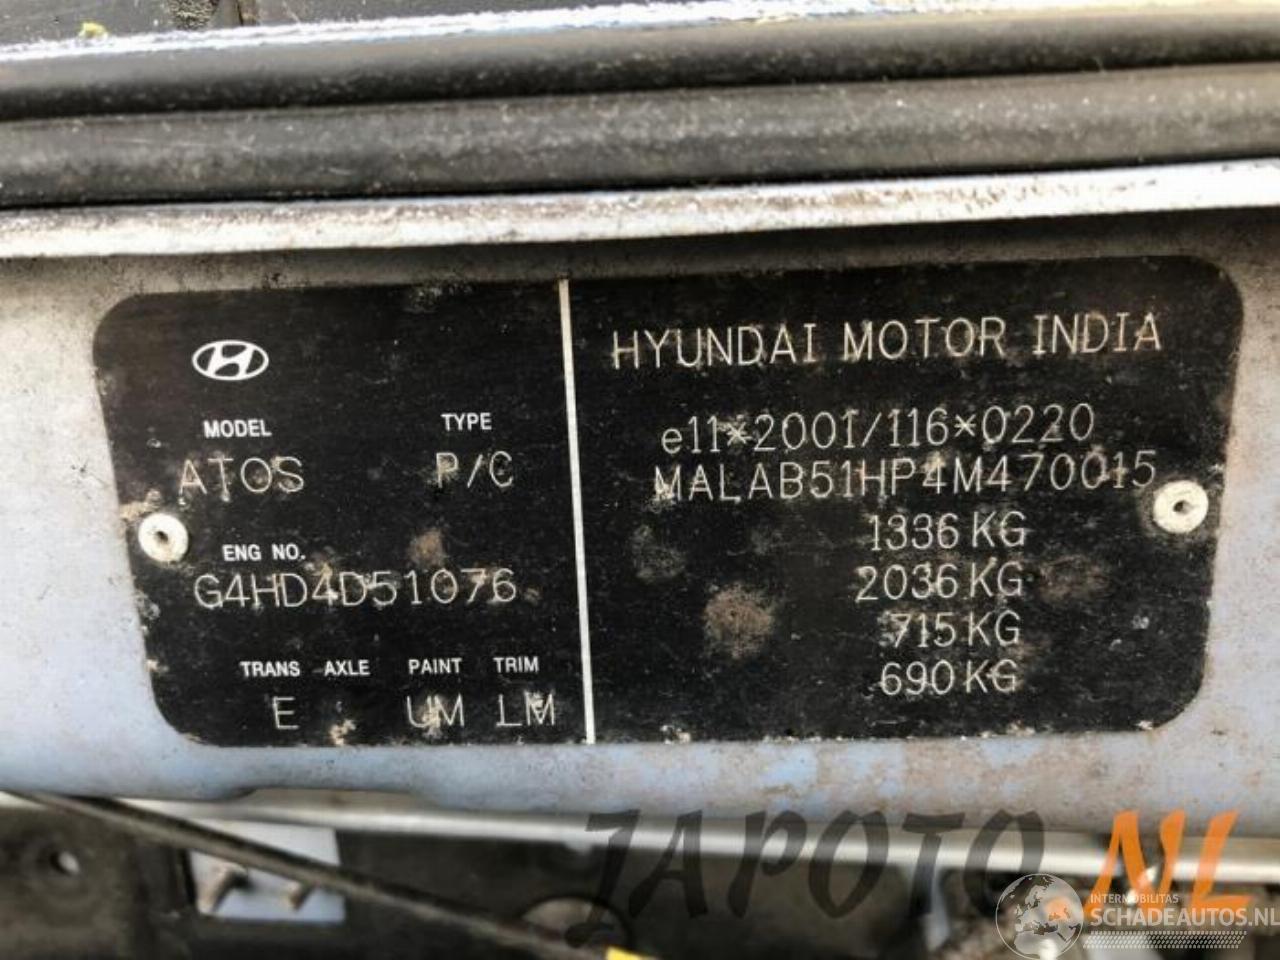 HYUNDAI MOTOR INDIA
MODEL TYPE
ATOS P/C
ENG NO.
G4HD4D51076
TRANS AXLE PAINT TRIM
E UM LM
e11*2001/116*0220
MALAB51HP4M470015
1336 KG
2036 KG
715 KG
690 KG
JAPOTO.NL
INTERMOBILITAS
SCHADEAUTOS.NL